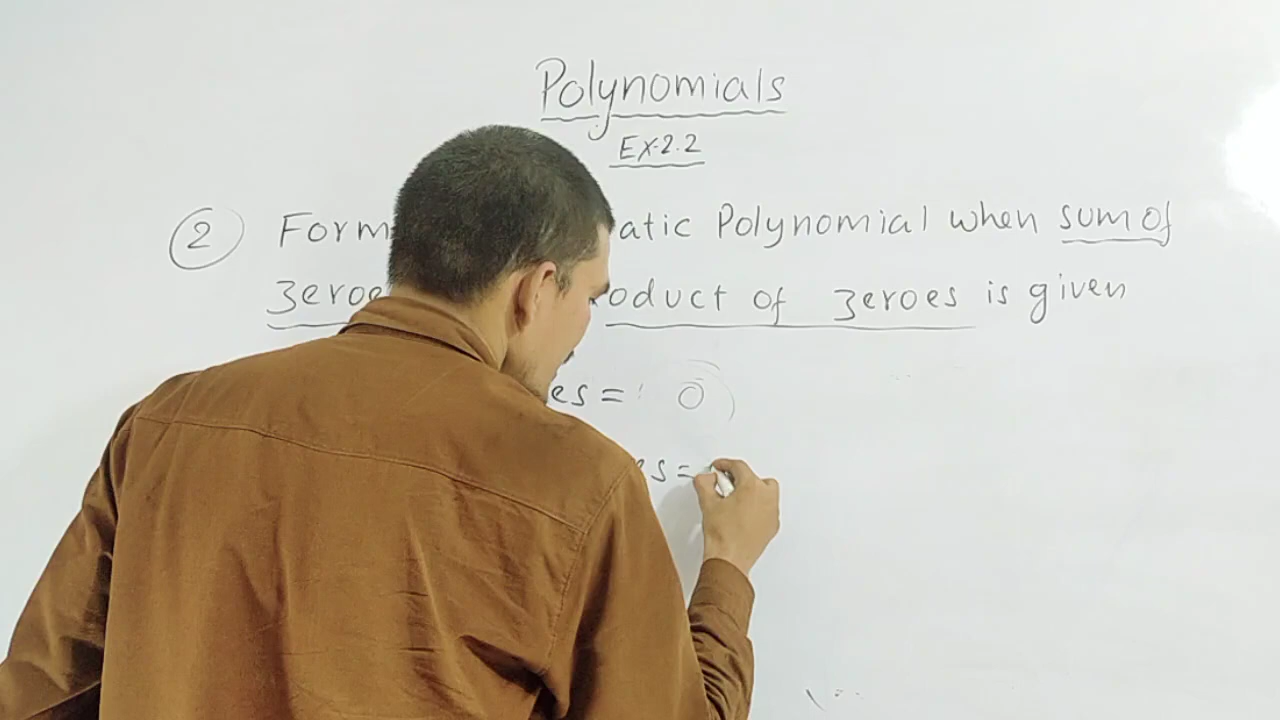 Polynomials
Ex.2.2
② Form atic Polynomial when sum of
zeroe oduct of zeroes is given
es = 0
es =